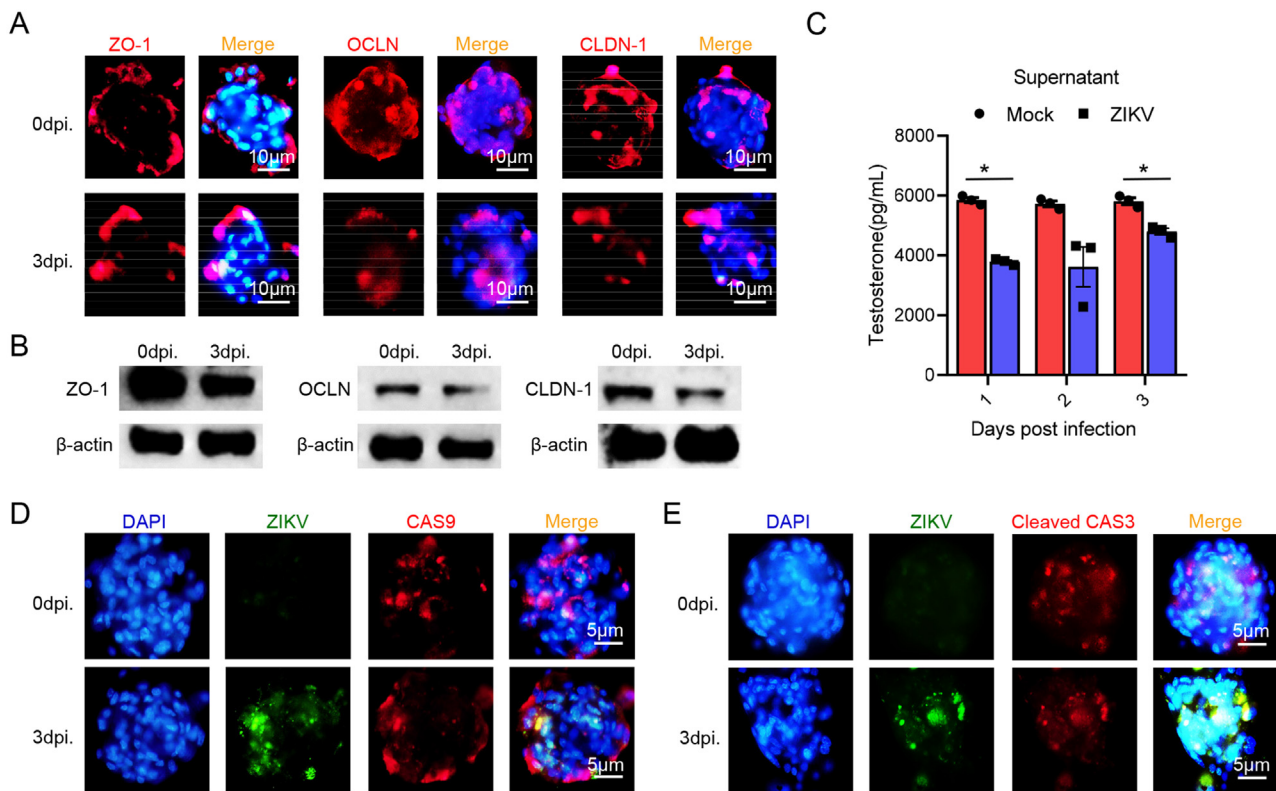 A
ZO-1 Merge OCLN Merge CLDN-1 Merge
0dpi.
10μm 10μm 10μm
3dpi.
10μm 10μm 10μm
B
0dpi. 3dpi. 0dpi. 3dpi. 0dpi. 3dpi.
ZO-1 OCLN CLDN-1
β-actin β-actin β-actin
C
Supernatant
Mock ZIKV
Testosterone(pg/mL)
8000
6000
4000
2000
0
* *
1 2 3
Days post infection
D
DAPI ZIKV CAS9 Merge
0dpi.
5μm
3dpi.
5μm
E
DAPI ZIKV Cleaved CAS3 Merge
0dpi.
5μm
3dpi.
5μm